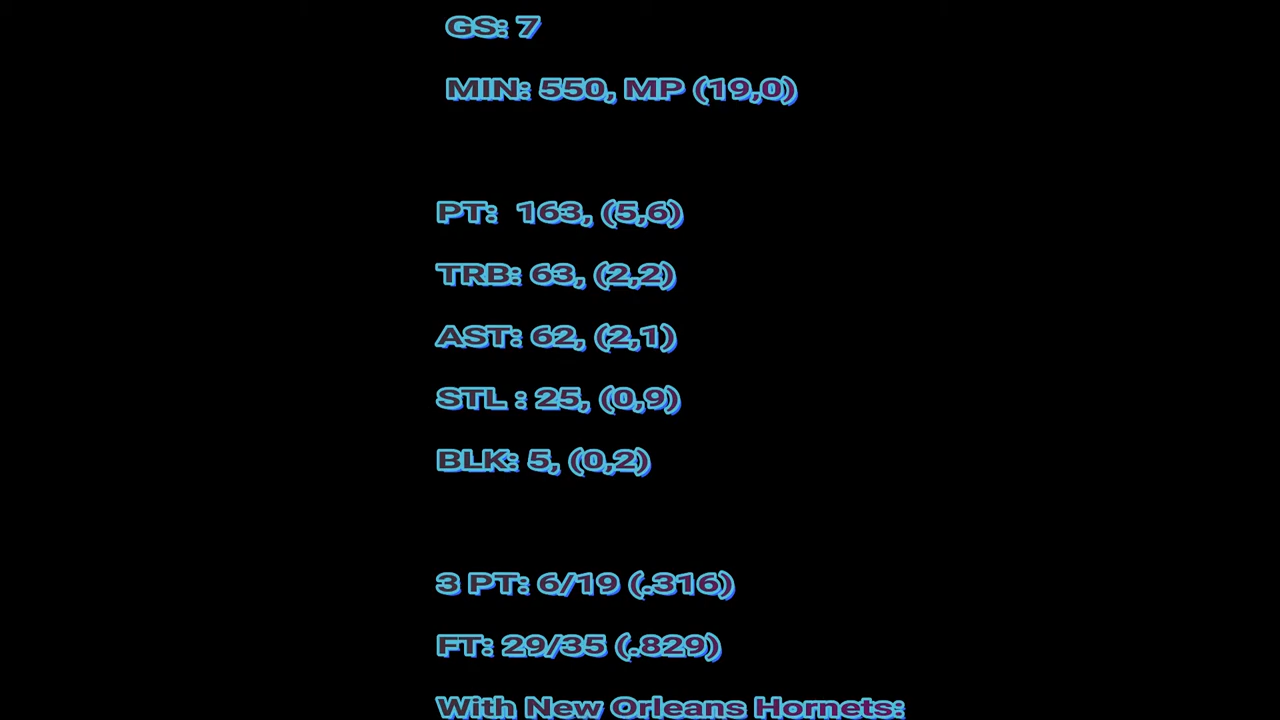 GS: 7
MIN: 550, MP (19,0)
PT: 163, (5,6)
TRB: 63, (2,2)
AST: 62, (2,1)
STL : 25, (0,9)
BLK: 5, (0,2)
3 PT: 6/19 (.316)
FT: 29/35 (.829)
With New Orleans Hornets: